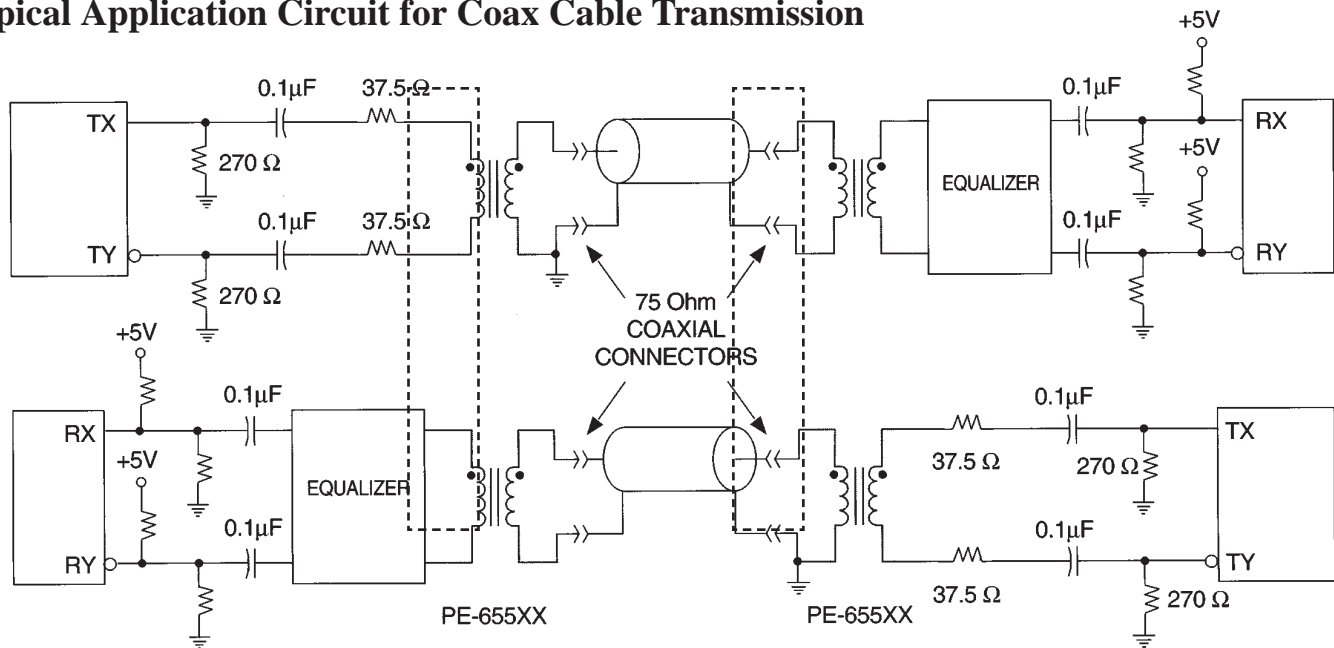 pical Application Circuit for Coax Cable Transmission
+5V
0.1µF 37.5 Ω 0.1µF
TX RX
270 Ω +5V
EQUALIZER
0.1µF 37.5 Ω 0.1µF
TY RY
270 Ω
75 Ohm
COAXIAL
CONNECTORS
+5V
0.1µF 0.1µF
RX TX
+5V 37.5 Ω 270 Ω
EQUALIZER
0.1µF 0.1µF
RY TY
37.5 Ω 270 Ω
PE-655XX PE-655XX